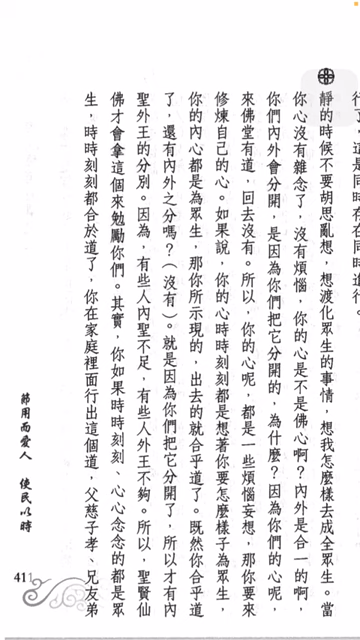 行了，這是同時存在同時進行。
靜的時候不要胡思亂想，想渡化眾生的事情，想我怎麼樣去成全眾生。當
你心沒有雜念了，沒有煩惱，你的心是不是佛心啊？內外是合一的啊，
你們內外會分開，是因為你們把它分開的，為什麼？因為你們的心呢，
來佛堂有道，回去沒有。所以，你的心呢，都是一些煩惱妄想，那你要來
修煉自己的心。如果說，你的心時時刻刻都是想著你要怎麼樣子為眾生，
你的內心都是為眾生，那你所示現的，出去的就合乎道了。既然你合乎道
了，還有內外之分嗎？（沒有）。就是因為你們把它分開了，所以才有內
聖外王的分別。因為，有些人內聖不足，有些人外王不夠。所以，聖賢仙
佛才會拿這個來勉勵你們。其實，你如果時時刻刻、心心念念的都是眾
生，時時刻刻都合於道了，你在家庭裡面行出這個道，父慈子孝、兄友弟
節用而愛人　使民以時
411